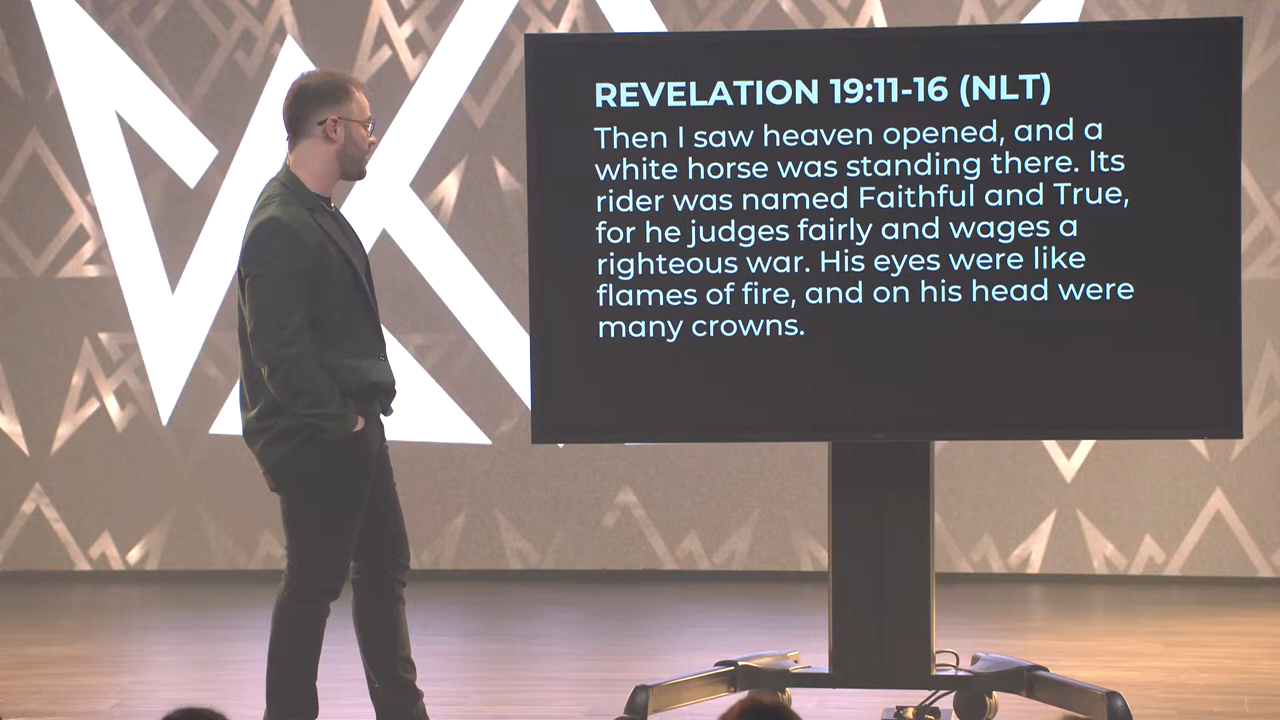 REVELATION 19:11-16 (NLT)
Then I saw heaven opened, and a
white horse was standing there. Its
rider was named Faithful and True,
for he judges fairly and wages a
righteous war. His eyes were like
flames of fire, and on his head were
many crowns.